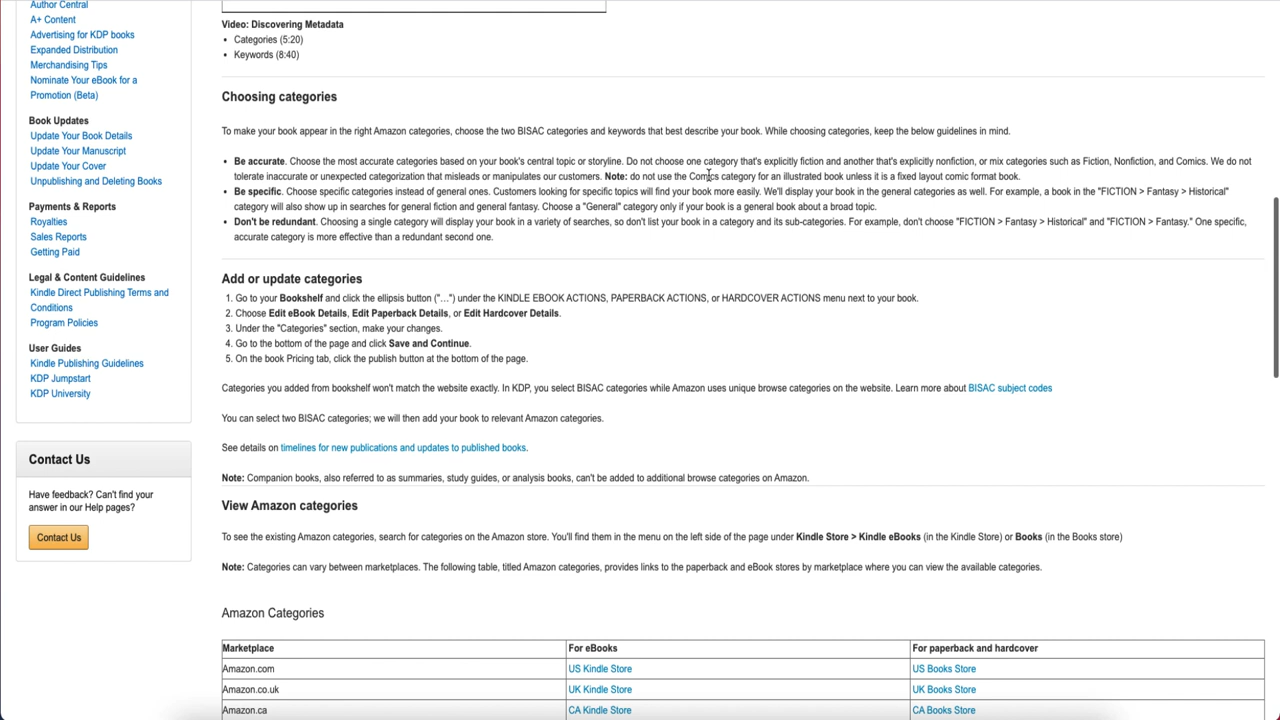 Author Central
A+ Content
Advertising for KDP books
Expanded Distribution
Merchandising Tips
Nominate Your eBook for a
Promotion (Beta)
Book Updates
Update Your Book Details
Update Your Manuscript
Update Your Cover
Unpublishing and Deleting Books
Payments & Reports
Royalties
Sales Reports
Getting Paid
Legal & Content Guidelines
Kindle Direct Publishing Terms and
Conditions
Program Policies
User Guides
Kindle Publishing Guidelines
KDP Jumpstart
KDP University
Contact Us
Have feedback? Can't find your
answer in our Help pages?
Contact Us
Video: Discovering Metadata
• Categories (5:20)
• Keywords (8:40)
Choosing categories
To make your book appear in the right Amazon categories, choose the two BISAC categories and keywords that best describe your book. While choosing categories, keep the below guidelines in mind.
• Be accurate. Choose the most accurate categories based on your book's central topic or storyline. Do not choose one category that's explicitly fiction and another that's explicitly nonfiction, or mix categories such as Fiction, Nonfiction, and Comics. We do not
tolerate inaccurate or unexpected categorization that misleads or manipulates our customers. Note: do not use the Comics category for an illustrated book unless it is a fixed layout comic format book.
• Be specific. Choose specific categories instead of general ones. Customers looking for specific topics will find your book more easily. We'll display your book in the general categories as well. For example, a book in the "FICTION > Fantasy > Historical"
category will also show up in searches for general fiction and general fantasy. Choose a "General" category only if your book is a general book about a broad topic.
• Don't be redundant. Choosing a single category will display your book in a variety of searches, so don't list your book in a category and its sub-categories. For example, don't choose "FICTION > Fantasy > Historical" and "FICTION > Fantasy." One specific,
accurate category is more effective than a redundant second one.
Add or update categories
1. Go to your Bookshelf and click the ellipsis button ("...") under the KINDLE EBOOK ACTIONS, PAPERBACK ACTIONS, or HARDCOVER ACTIONS menu next to your book.
2. Choose Edit eBook Details, Edit Paperback Details, or Edit Hardcover Details.
3. Under the "Categories" section, make your changes.
4. Go to the bottom of the page and click Save and Continue.
5. On the book Pricing tab, click the publish button at the bottom of the page.
Categories you added from bookshelf won't match the website exactly. In KDP, you select BISAC categories while Amazon uses unique browse categories on the website. Learn more about BISAC subject codes
You can select two BISAC categories; we will then add your book to relevant Amazon categories.
See details on timelines for new publications and updates to published books.
Note: Companion books, also referred to as summaries, study guides, or analysis books, can't be added to additional browse categories on Amazon.
View Amazon categories
To see the existing Amazon categories, search for categories on the Amazon store. You'll find them in the menu on the left side of the page under Kindle Store > Kindle eBooks (in the Kindle Store) or Books (in the Books store)
Note: Categories can vary between marketplaces. The following table, titled Amazon categories, provides links to the paperback and eBook stores by marketplace where you can view the available categories.
Amazon Categories
Marketplace For eBooks For paperback and hardcover
Amazon.com US Kindle Store US Books Store
Amazon.co.uk UK Kindle Store UK Books Store
Amazon.ca CA Kindle Store CA Books Store